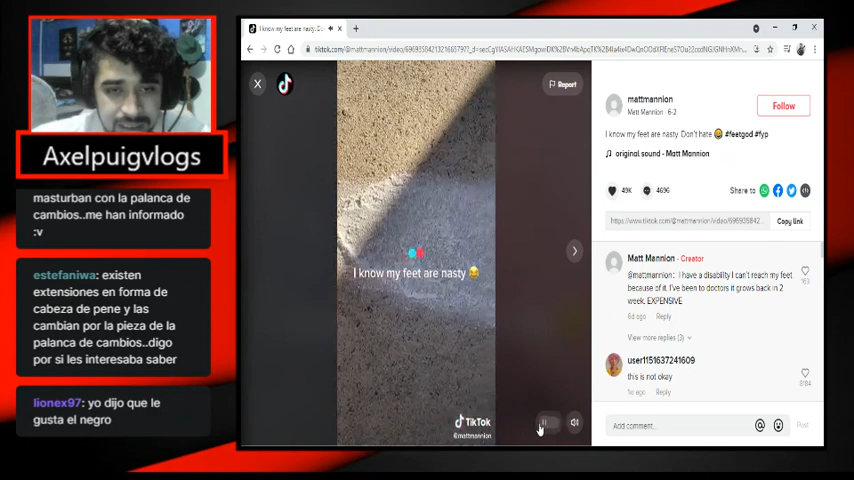 Axelpuigvlogs
masturban con la palanca de
cambios..me han informado
:v
estefaniwa: existen
extensiones en forma de
cabeza de pene y las
cambian por la pieza de la
palanca de cambios..digo
por si les interesaba saber
lionex97: yo dijo que le
gusta el negro
I know my feet are nasty. D
Report
I know my feet are nasty 😂
TikTok
@mattmannion
mattmannion
Matt Mannion · 6-2
Follow
I know my feet are nasty. Don't hate 😂 #feetgod #fyp
original sound - Matt Mannion
49K
4696
Share to
Copy link
Matt Mannion · Creator
@mattmannion: I have a disability I can't reach my feet
because of it. I've been to doctors it grows back in 2
week. EXPENSIVE
6d ago Reply
163
View more replies (3)
user1151637241609
this is not okay
Reply
3184
Add comment...
Post